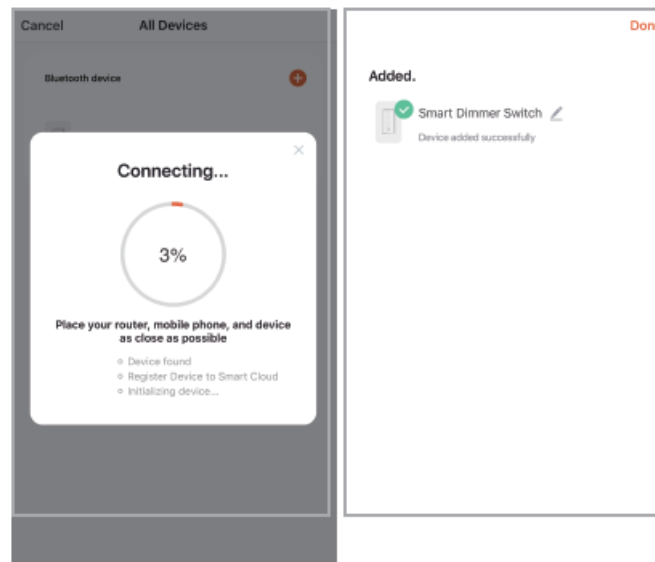 Cancel All Devices
Bluetooth device
Connecting...
3%
Place your router, mobile phone, and device
as close as possible
Device found
Register Device to Smart Cloud
Initializing device...
Don
Added.
Smart Dimmer Switch
Device added successfully